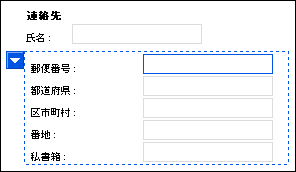 連絡先
氏名 :
郵便番号 :
都道府県 :
区市町村 :
番地 :
私書箱 :